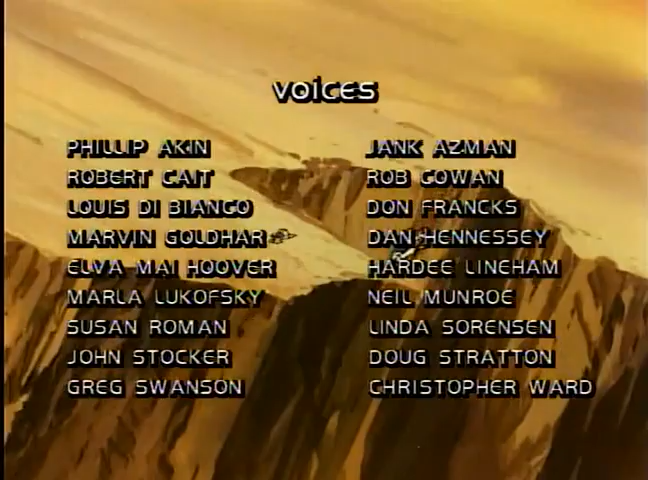 VOICES
PHILLIP AKIN
ROBERT CAIT
LOUIS DI BIANCO
MARVIN GOLDHAR
ELVA MAI HOOVER
MARLA LUKOFSKY
SUSAN ROMAN
JOHN STOCKER
GREG SWANSON
JANK AZMAN
ROB COWAN
DON FRANCKS
DAN HENNESSEY
HARDEE LINEHAM
NEIL MUNROE
LINDA SORENSEN
DOUG STRATTON
CHRISTOPHER WARD